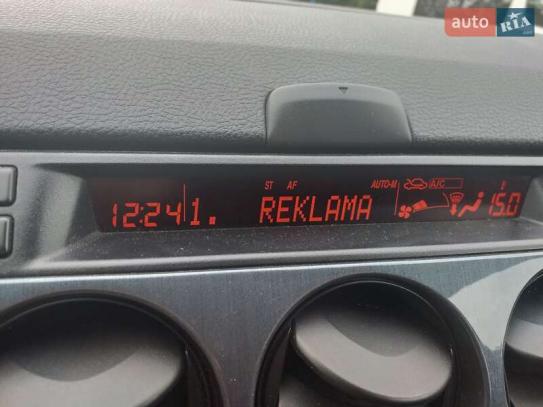 auto RIA
ST AF AUTO-M A/C
12:24 1. REKLAMA 15.0